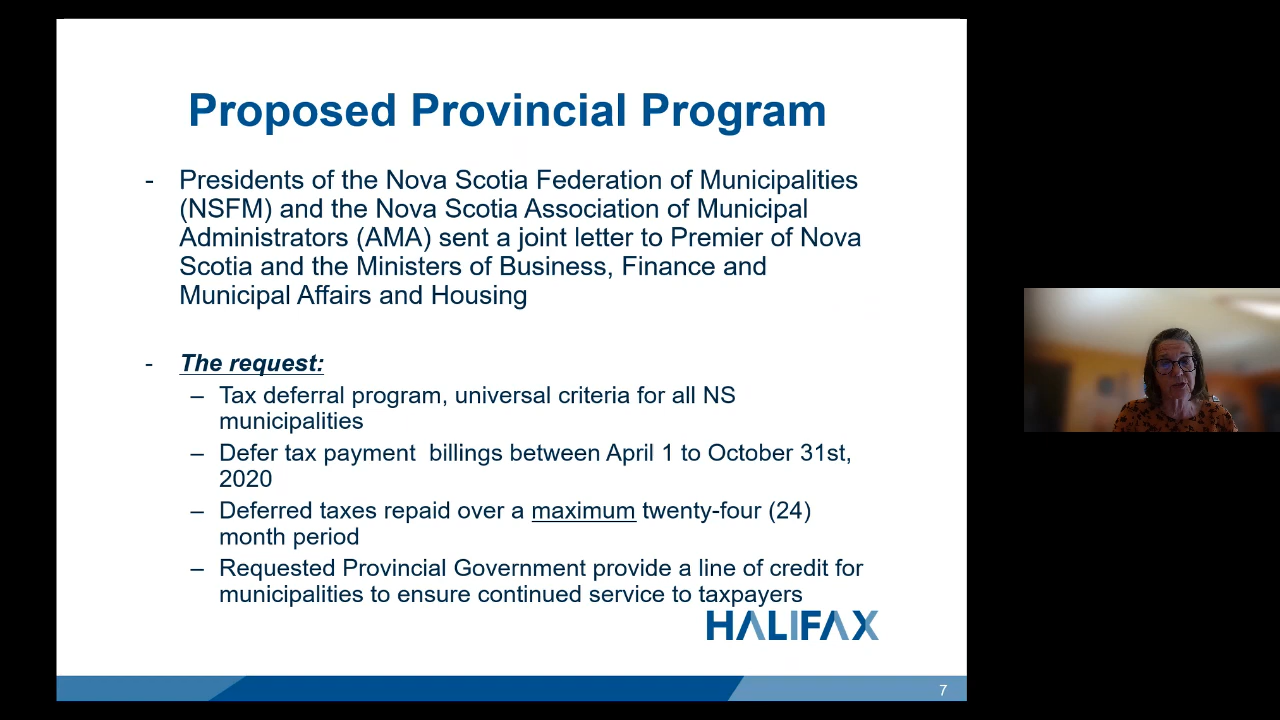 Proposed Provincial Program
- Presidents of the Nova Scotia Federation of Municipalities
(NSFM) and the Nova Scotia Association of Municipal
Administrators (AMA) sent a joint letter to Premier of Nova
Scotia and the Ministers of Business, Finance and
Municipal Affairs and Housing
- The request:
– Tax deferral program, universal criteria for all NS
municipalities
– Defer tax payment  billings between April 1 to October 31st,
2020
– Deferred taxes repaid over a maximum twenty-four (24)
month period
– Requested Provincial Government provide a line of credit for
municipalities to ensure continued service to taxpayers
HALIFAX
7